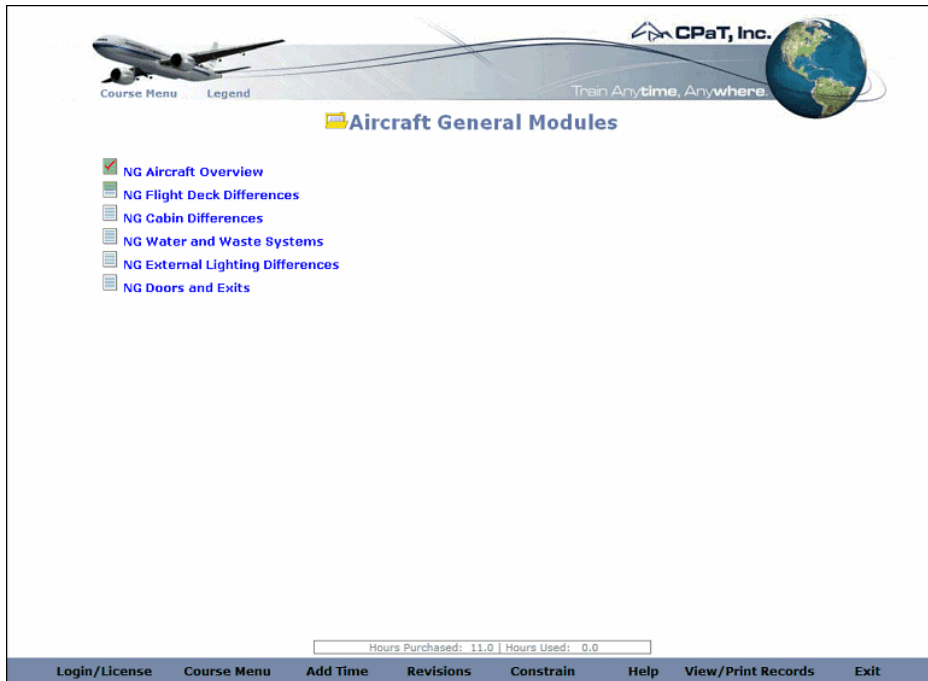 CPaT, Inc.
Course Menu Legend
Train Anytime, Anywhere.
Aircraft General Modules
NG Aircraft Overview
NG Flight Deck Differences
NG Cabin Differences
NG Water and Waste Systems
NG External Lighting Differences
NG Doors and Exits
Hours Purchased: 11.0 | Hours Used: 0.0
Login/License Course Menu Add Time Revisions Constrain Help View/Print Records Exit